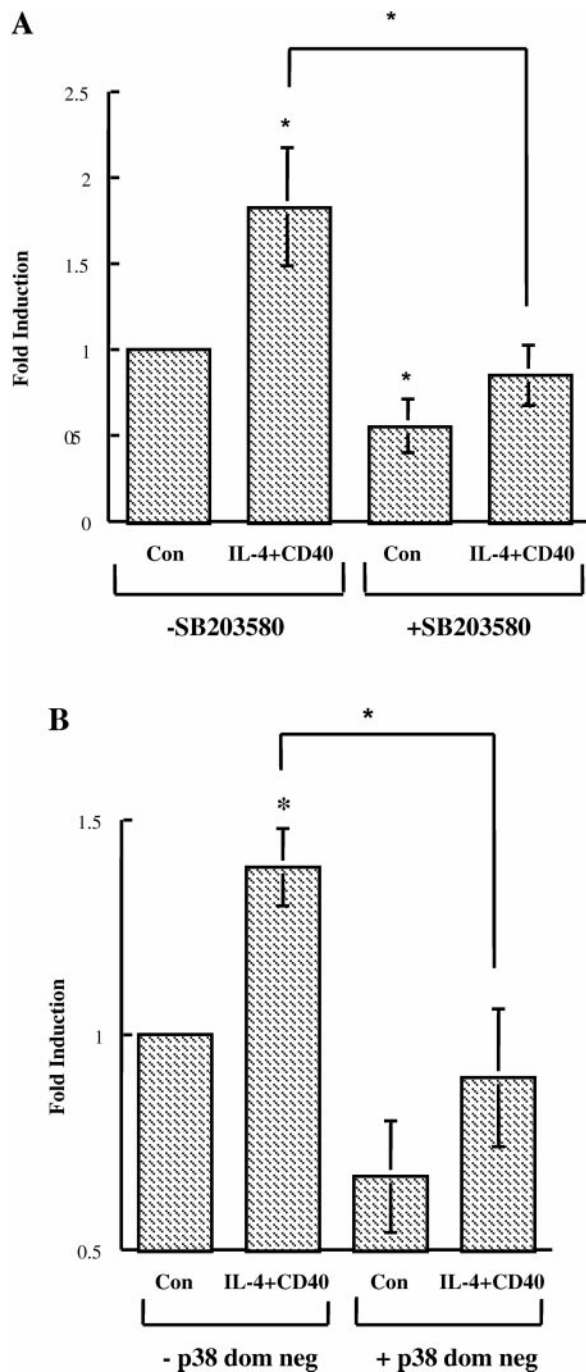 A
*
2.5
*
2
1.5
Fold Induction
1
*
05
0
Con IL-4+CD40 Con IL-4+CD40
-SB203580 +SB203580
B
*
*
1.5
Fold Induction
1
0.5
Con IL-4+CD40 Con IL-4+CD40
- p38 dom neg + p38 dom neg